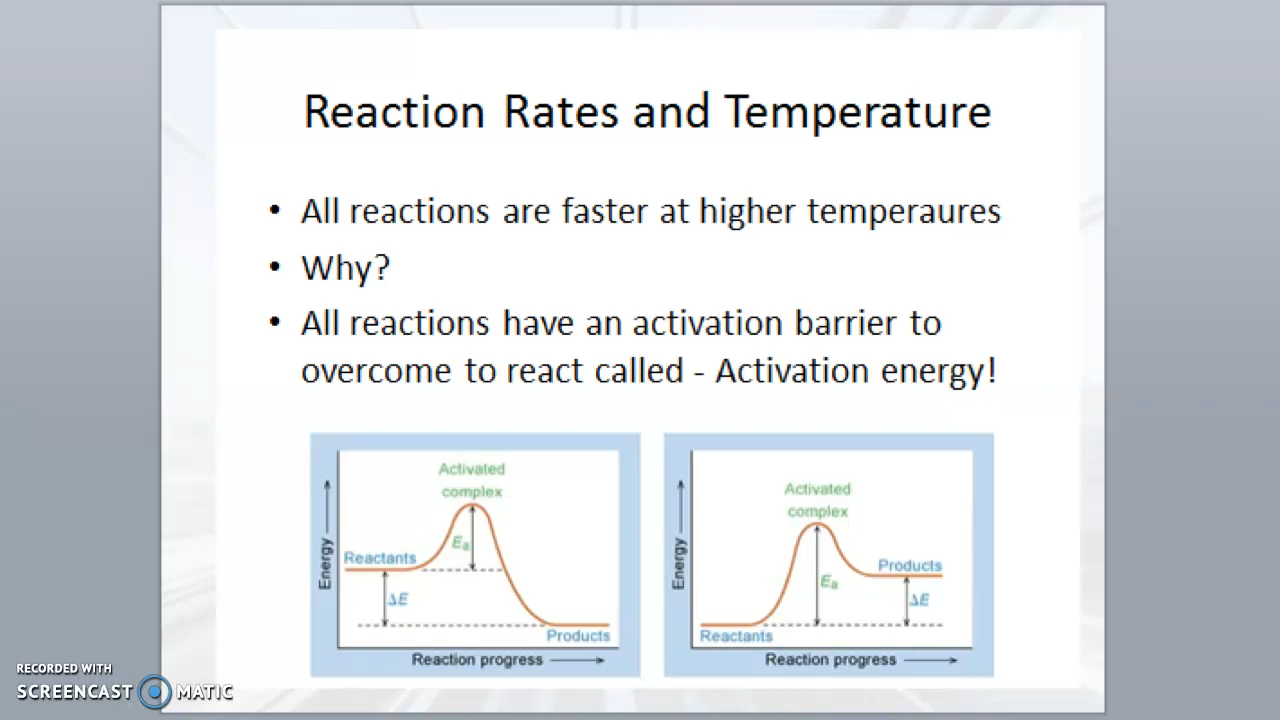 Reaction Rates and Temperature
• All reactions are faster at higher temperaures
• Why?
• All reactions have an activation barrier to
overcome to react called - Activation energy!
Activated
complex
Ea
Reactants
ΔE
Products
Energy
Reaction progress
Activated
complex
Products
Ea
ΔE
Reactants
Energy
Reaction progress
RECORDED WITH
SCREENCAST MATIC